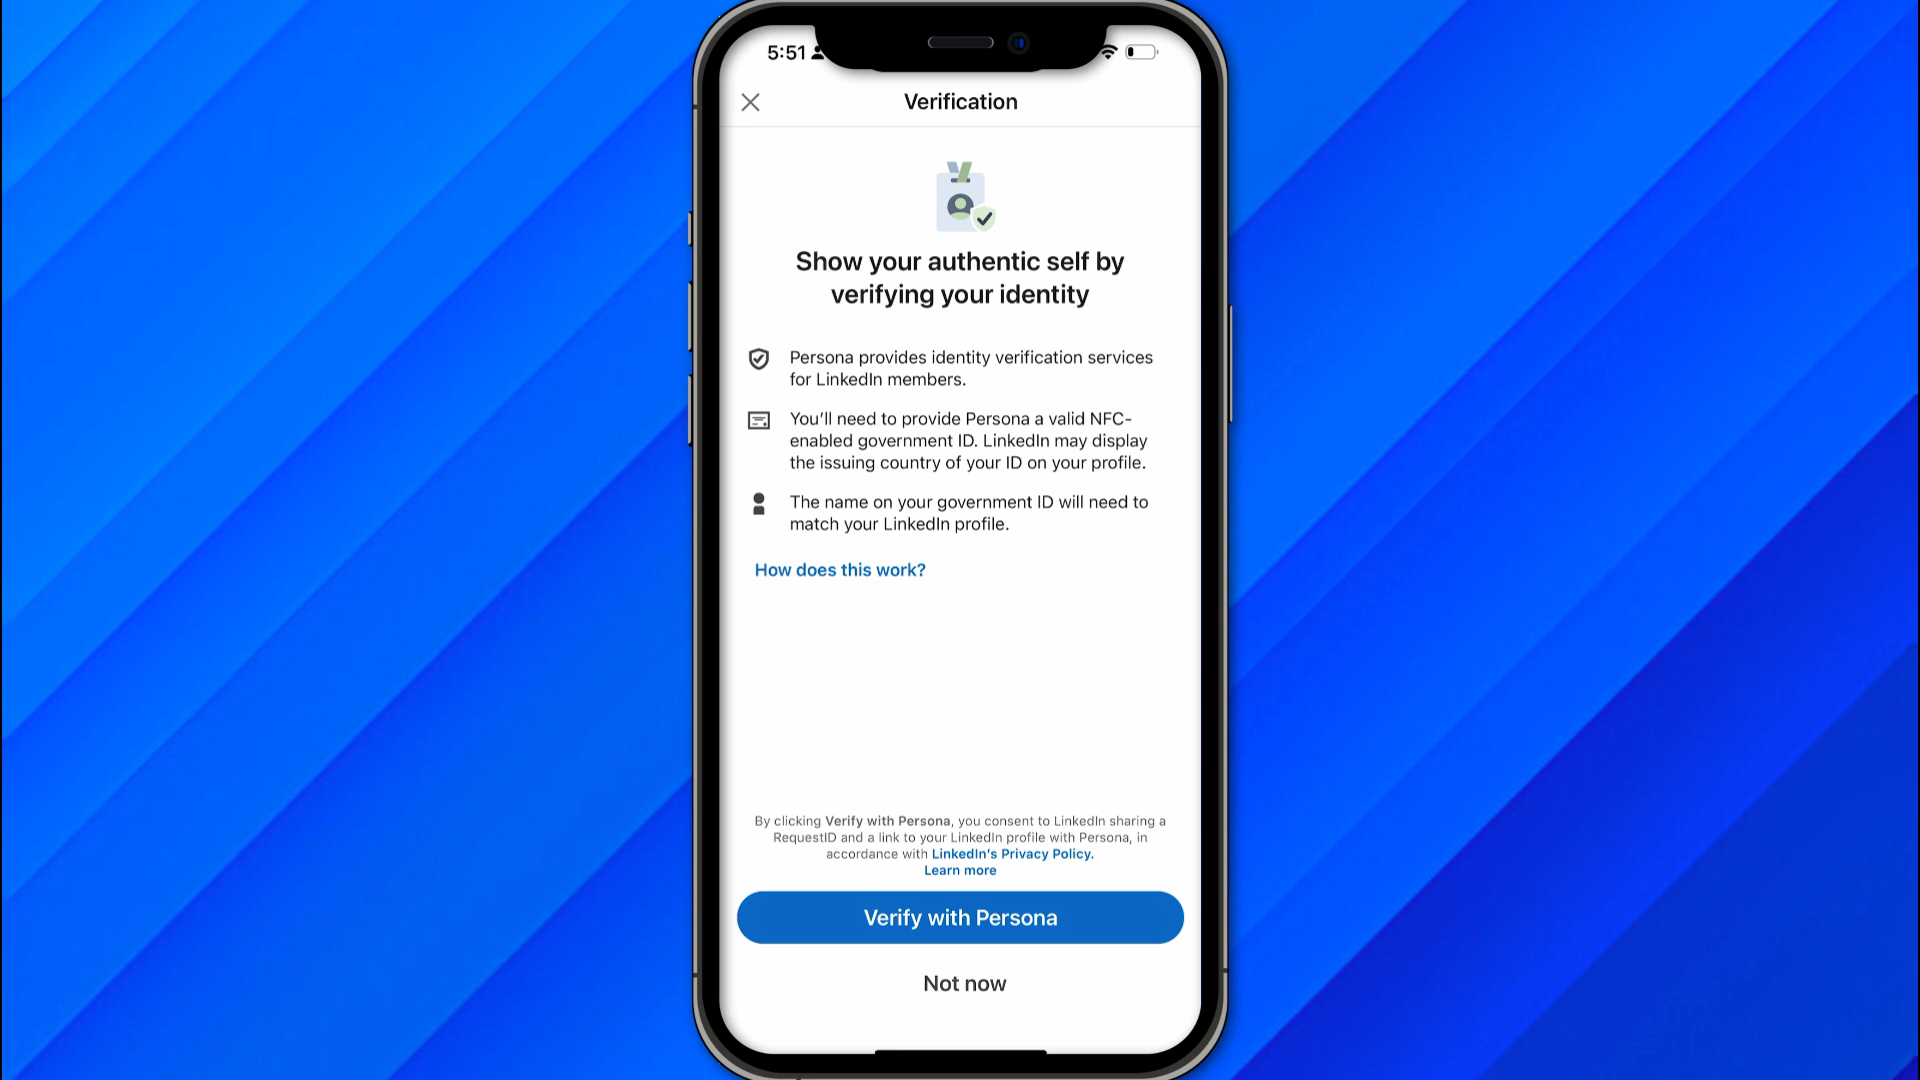 5:51
Verification
Show your authentic self by
verifying your identity
Persona provides identity verification services
for LinkedIn members.
You’ll need to provide Persona a valid NFC-
enabled government ID. LinkedIn may display
the issuing country of your ID on your profile.
The name on your government ID will need to
match your LinkedIn profile.
How does this work?
By clicking Verify with Persona, you consent to LinkedIn sharing a
RequestID and a link to your LinkedIn profile with Persona, in
accordance with LinkedIn’s Privacy Policy.
Learn more
Verify with Persona
Not now